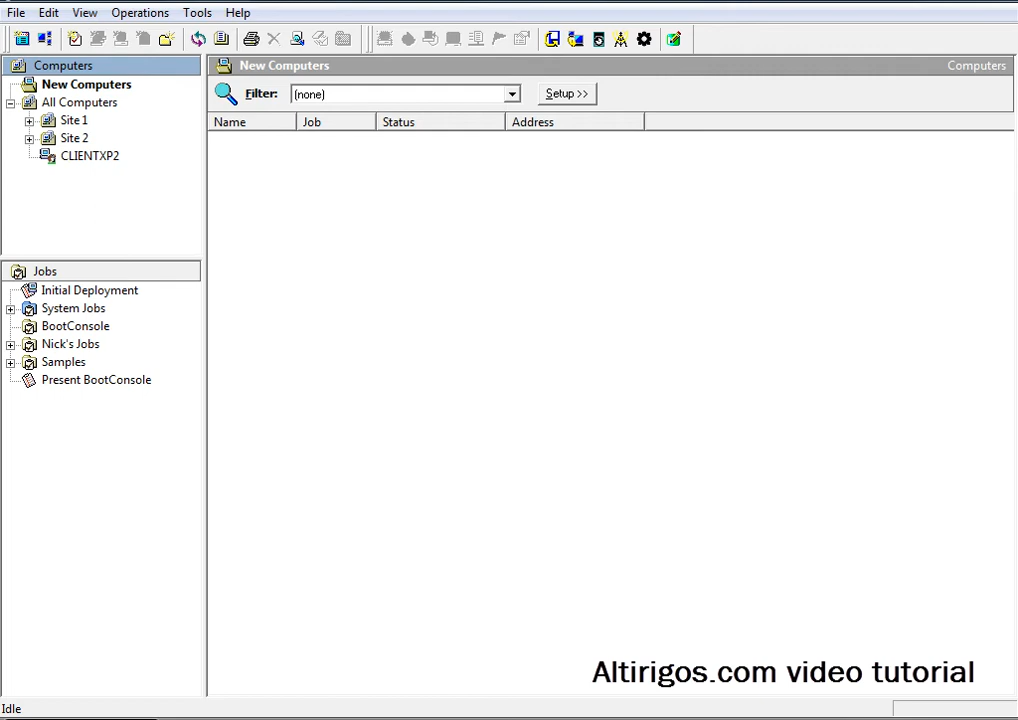 File Edit View Operations Tools Help
Computers
New Computers
All Computers
Site 1
Site 2
CLIENTXP2
Jobs
Initial Deployment
System Jobs
BootConsole
Nick's Jobs
Samples
Present BootConsole
New Computers Computers
Filter: (none) Setup >>
Name Job Status Address
Altirigos.com video tutorial
Idle